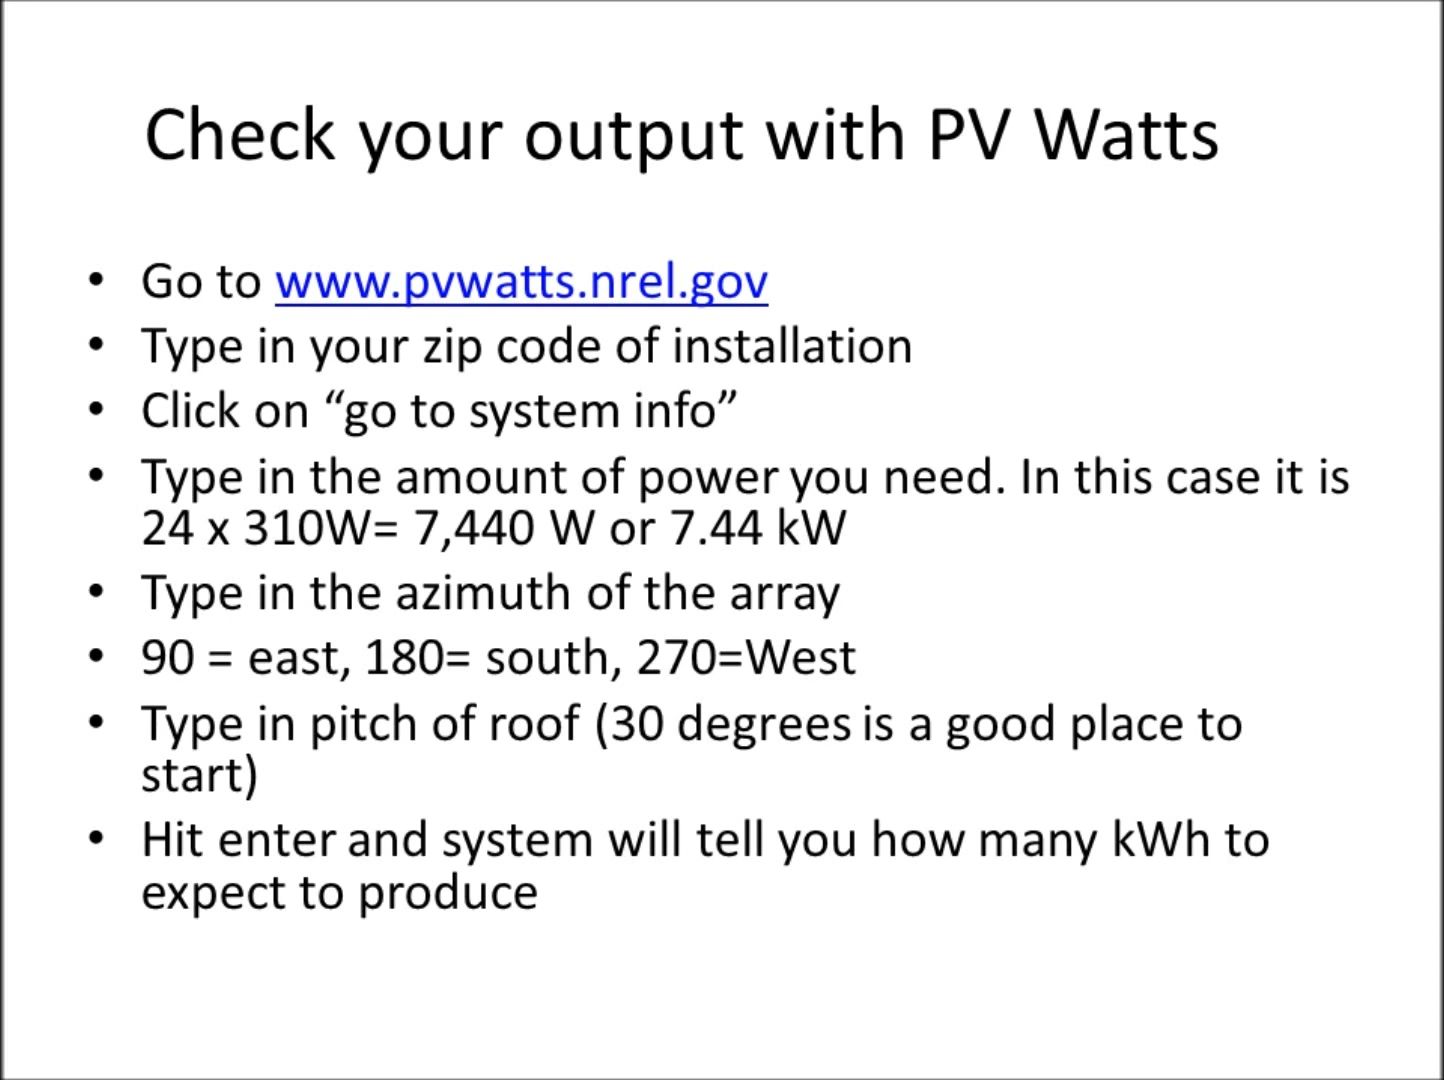 Check your output with PV Watts
• Go to www.pvwatts.nrel.gov
• Type in your zip code of installation
• Click on “go to system info”
• Type in the amount of power you need. In this case it is
24 x 310W= 7,440 W or 7.44 kW
• Type in the azimuth of the array
• 90 = east, 180= south, 270=West
• Type in pitch of roof (30 degrees is a good place to
start)
• Hit enter and system will tell you how many kWh to
expect to produce